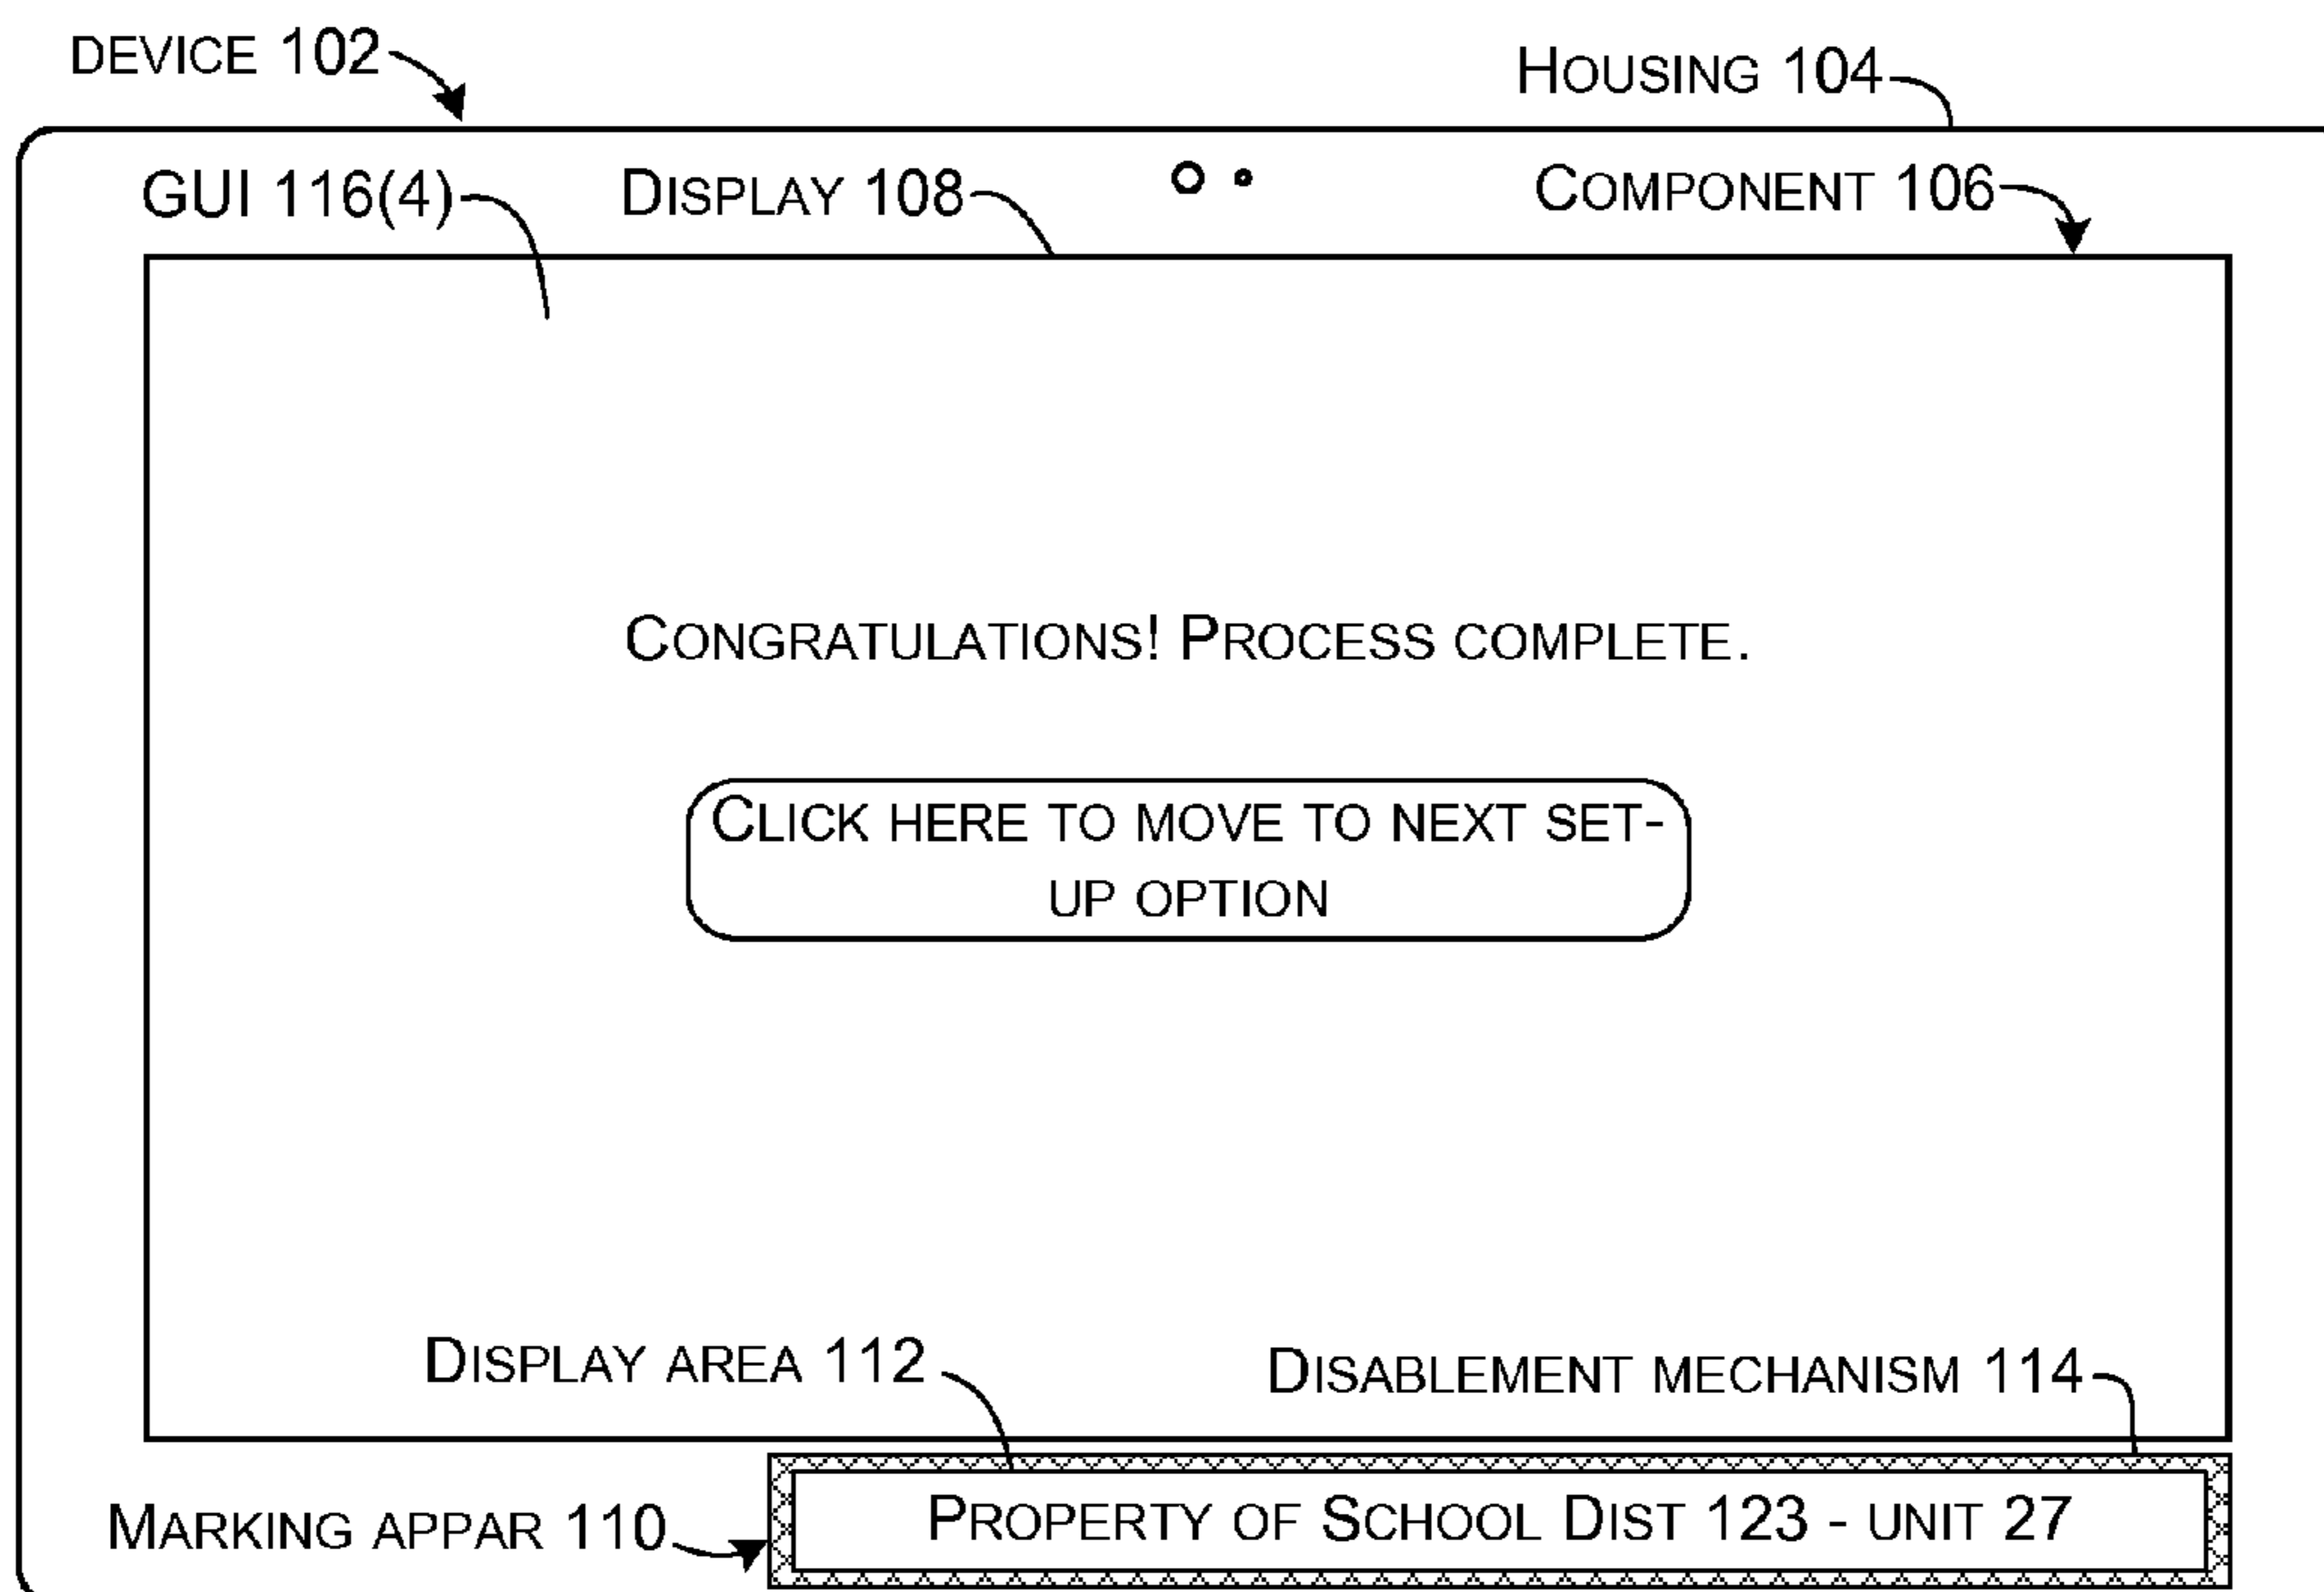 DEVICE 102
HOUSING 104
GUI 116(4)
DISPLAY 108
COMPONENT 106
CONGRATULATIONS! PROCESS COMPLETE.
CLICK HERE TO MOVE TO NEXT SET-
UP OPTION
DISPLAY AREA 112
DISABLEMENT MECHANISM 114
MARKING APPAR 110
PROPERTY OF SCHOOL DIST 123 - UNIT 27